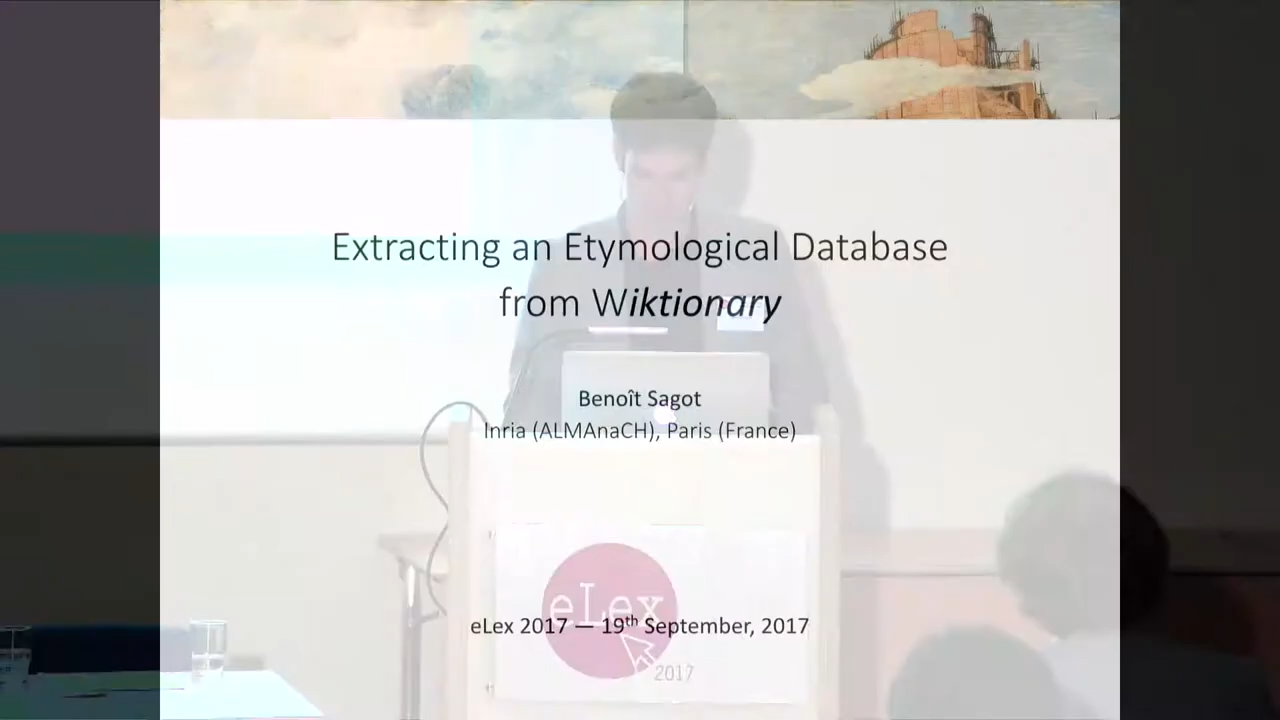 Extracting an Etymological Database
from Wiktionary
Benoît Sagot
Inria (ALMAnaCH), Paris (France)
eLex
eLex 2017 — 19th September, 2017
2017